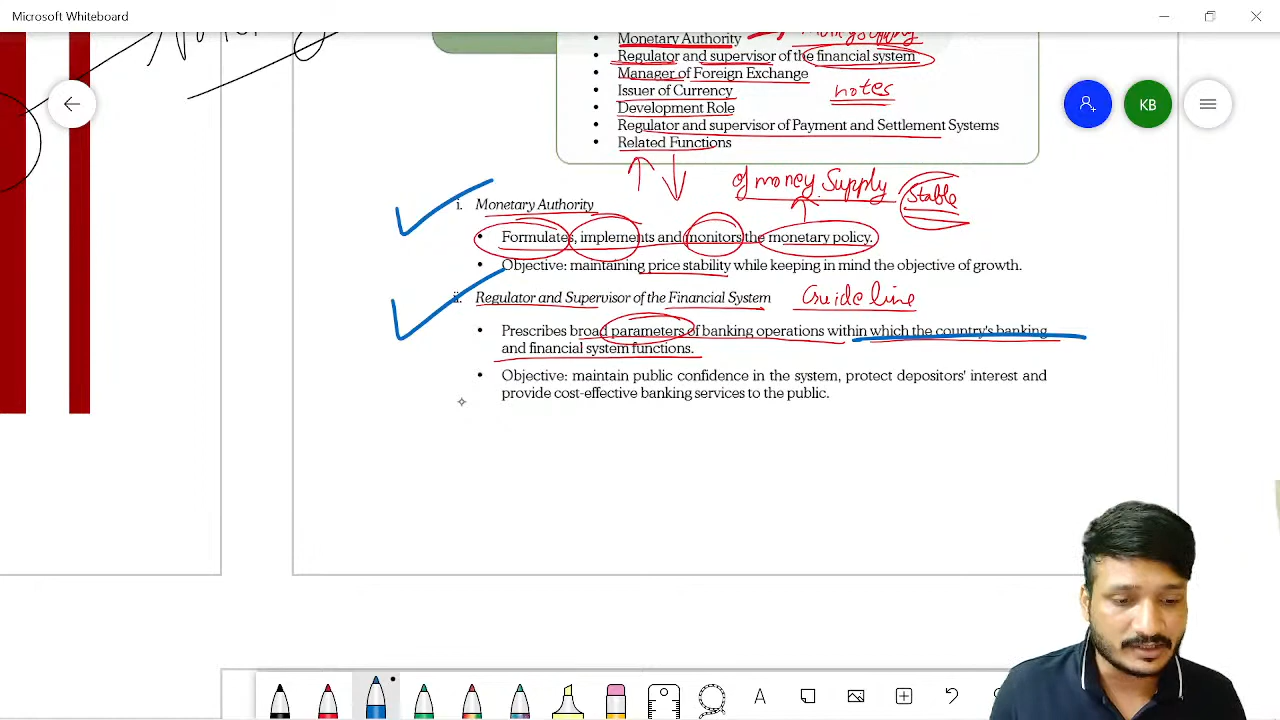 Microsoft Whiteboard
Monetary Authority
Regulator and supervisor of the financial system
Manager of Foreign Exchange
Issuer of Currency notes
Development Role
Regulator and supervisor of Payment and Settlement Systems
Related Functions
of money Supply Stable
i. Monetary Authority
Formulates, implements and monitors the monetary policy.
Objective: maintaining price stability while keeping in mind the objective of growth.
ii. Regulator and Supervisor of the Financial System Guide line
Prescribes broad parameters of banking operations within which the country's banking
and financial system functions.
Objective: maintain public confidence in the system, protect depositors' interest and
provide cost-effective banking services to the public.
KB
A